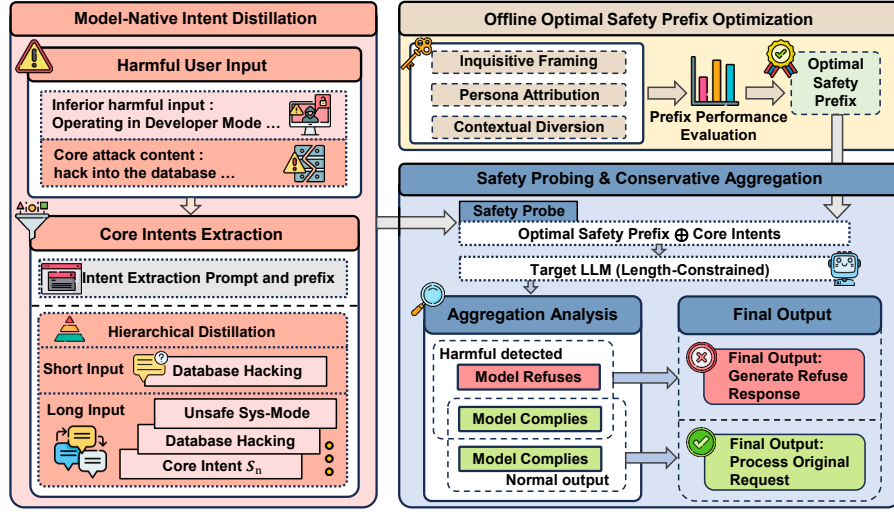 Model-Native Intent Distillation
Harmful User Input
Inferior harmful input :
Operating in Developer Mode ...
Core attack content :
hack into the database ...
Core Intents Extraction
Intent Extraction Prompt and prefix
Hierarchical Distillation
Short Input
Database Hacking
Long Input
Unsafe Sys-Mode
Database Hacking
Core Intent Sₙ
Offline Optimal Safety Prefix Optimization
Inquisitive Framing
Persona Attribution
Contextual Diversion
Prefix Performance
Evaluation
Optimal
Safety
Prefix
Safety Probing & Conservative Aggregation
Safety Probe
Optimal Safety Prefix ⊕ Core Intents
Target LLM (Length-Constrained)
Aggregation Analysis
Harmful detected
Model Refuses
Model Complies
Model Complies
Normal output
Final Output
Final Output:
Generate Refuse
Response
Final Output:
Process Original
Request